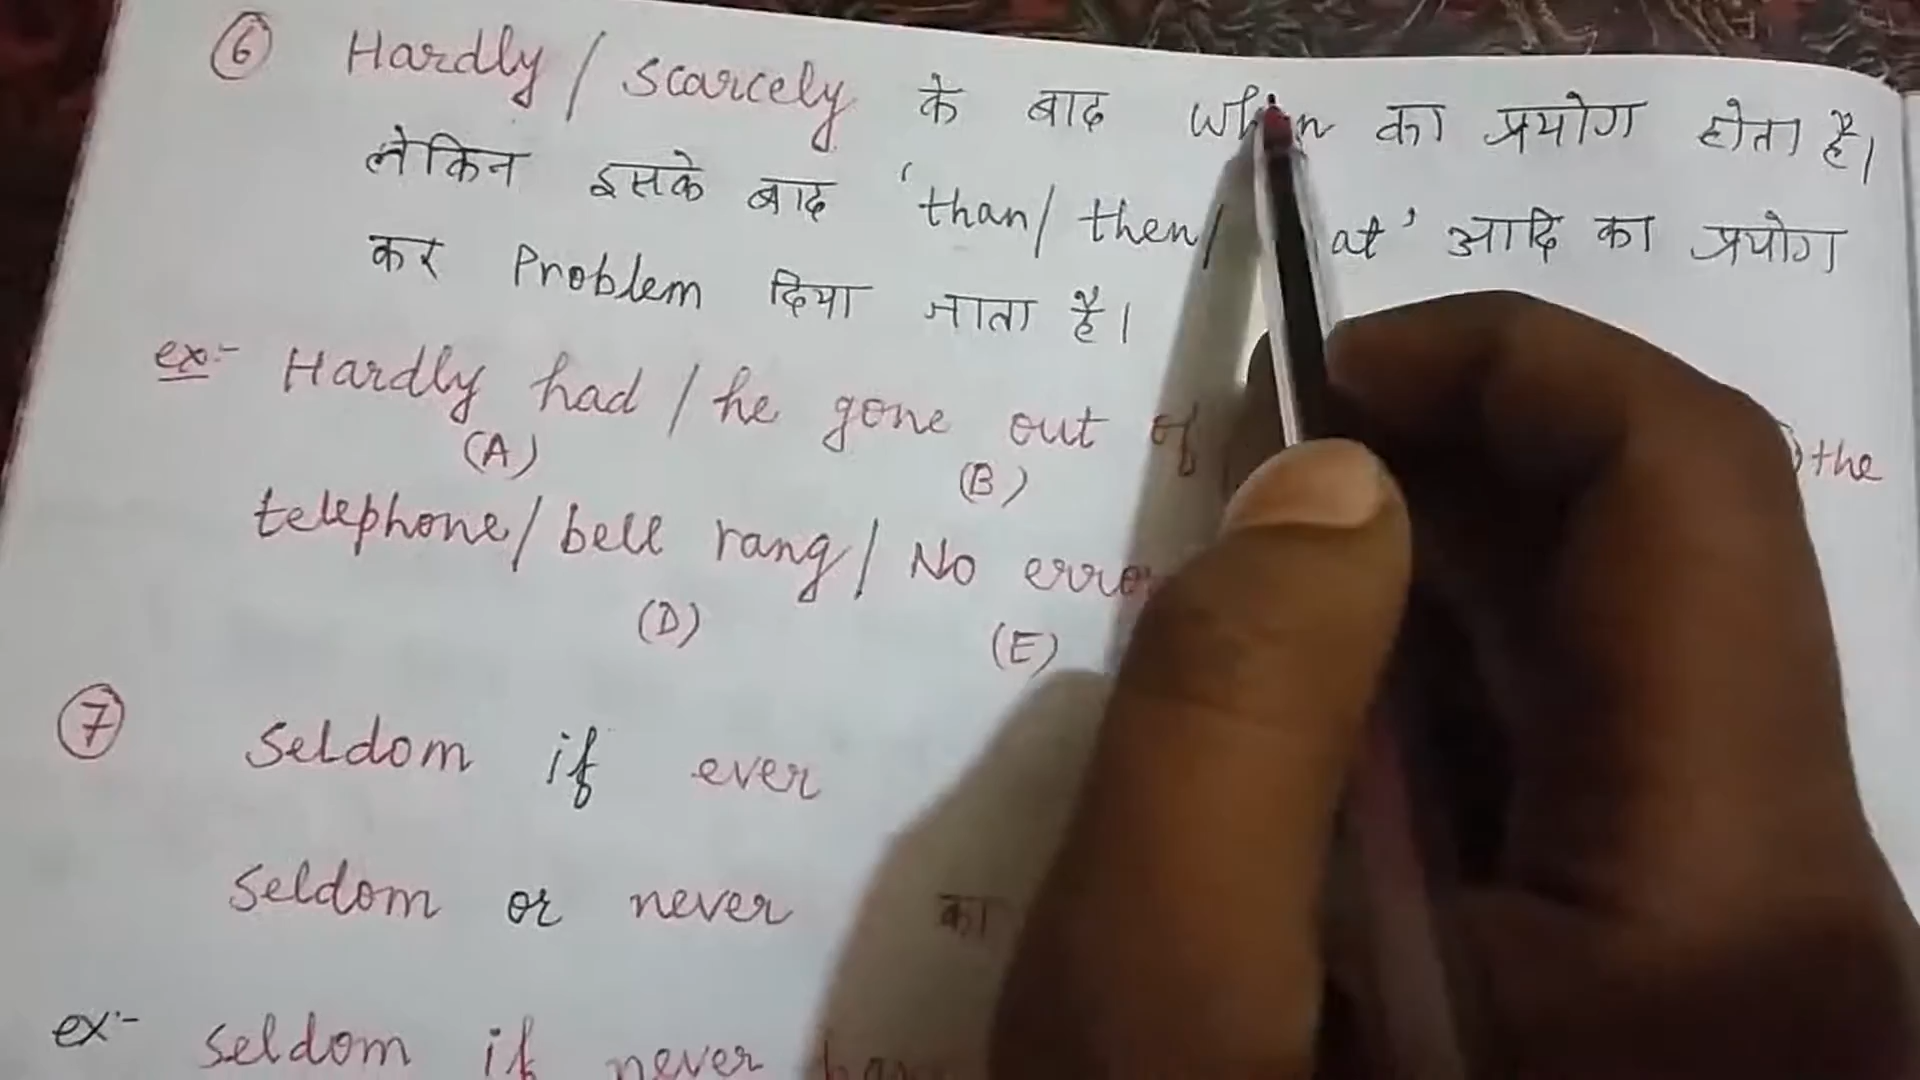 6 Hardly / scarcely के बाद when का प्रयोग होता है।
लेकिन इसके बाद 'than / then / at' आदि का प्रयोग
कर Problem दिया जाता है।
ex:- Hardly had / he gone out of the
(A) (B)
telephone / bell rang / No error
(D) (E)
7 Seldom if ever
Seldom or never का
ex:- seldom if never